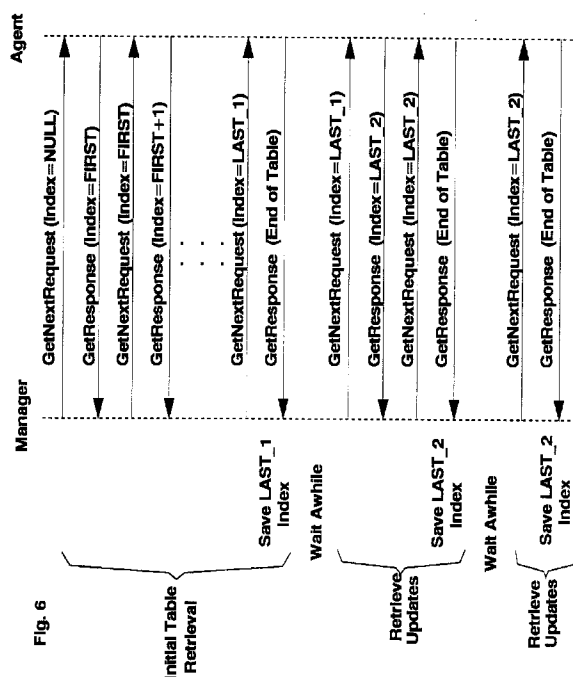 Fig. 6
Manager
Agent
Initial Table
Retrieval
GetNextRequest (Index=NULL)
GetResponse (Index=FIRST)
GetNextRequest (Index=FIRST)
GetResponse (Index=FIRST+1)
GetNextRequest (Index=LAST_1)
GetResponse (End of Table)
Save LAST_1
Index
Wait Awhile
Retrieve
Updates
GetNextRequest (Index=LAST_1)
GetResponse (Index=LAST_2)
GetNextRequest (Index=LAST_2)
GetResponse (End of Table)
Save LAST_2
Index
Wait Awhile
Retrieve
Updates
GetNextRequest (Index=LAST_2)
GetResponse (End of Table)
Save LAST_2
Index